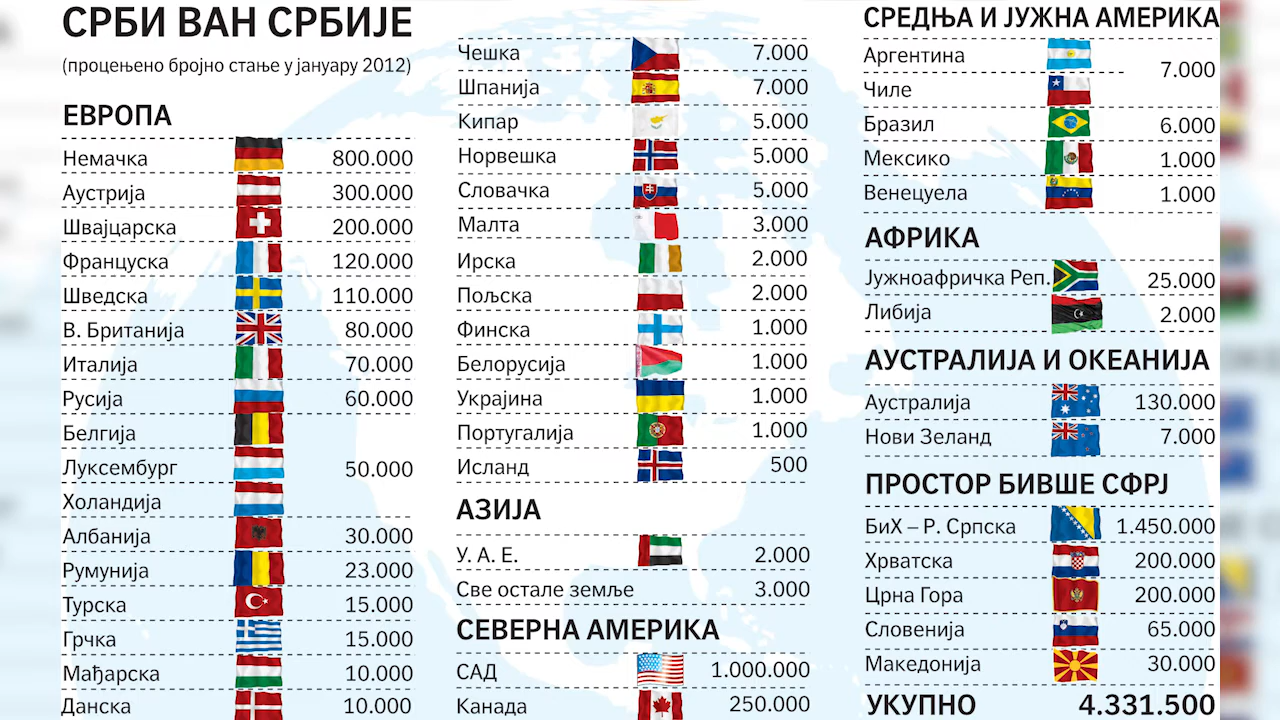 СРБИ ВАН СРБИЈЕ
(процењено бројно стање у јануару 2012)
ЕВРОПА
Немачка 800.000
Аустрија 300.000
Швајцарска 200.000
Француска 120.000
Шведска 110.000
В. Британија 80.000
Италија 70.000
Русија 60.000
Белгија
Луксембург 50.000
Холандија
Албанија 30.000
Румунија 23.000
Турска 15.000
Грчка 15.000
Мађарска 10.000
Данска 10.000
Чешка 7.000
Шпанија 7.000
Кипар 5.000
Норвешка 5.000
Словачка 5.000
Малта 3.000
Ирска 2.000
Пољска 2.000
Финска 1.000
Белорусија 1.000
Украјина 1.000
Португалија 1.000
Исланд 500
АЗИЈА
У. А. Е. 2.000
Све остале земље 3.000
СЕВЕРНА АМЕРИКА
САД 1.000.000
Канада 250.000
СРЕДЊА И ЈУЖНА АМЕРИКА
Аргентина
7.000
Чиле
Бразил 6.000
Мексико 1.000
Венецуела 1.000
АФРИКА
Јужноафричка Реп. 25.000
Либија 2.000
АУСТРАЛИЈА И ОКЕАНИЈА
Аустралија 130.000
Нови Зеланд 7.000
ПРОСТОР БИВШЕ СФРЈ
БиХ – Р. Српска 1.450.000
Хрватска 200.000
Црна Гора 200.000
Словенија 65.000
Македонија 30.000
УКУПНО 4.331.500